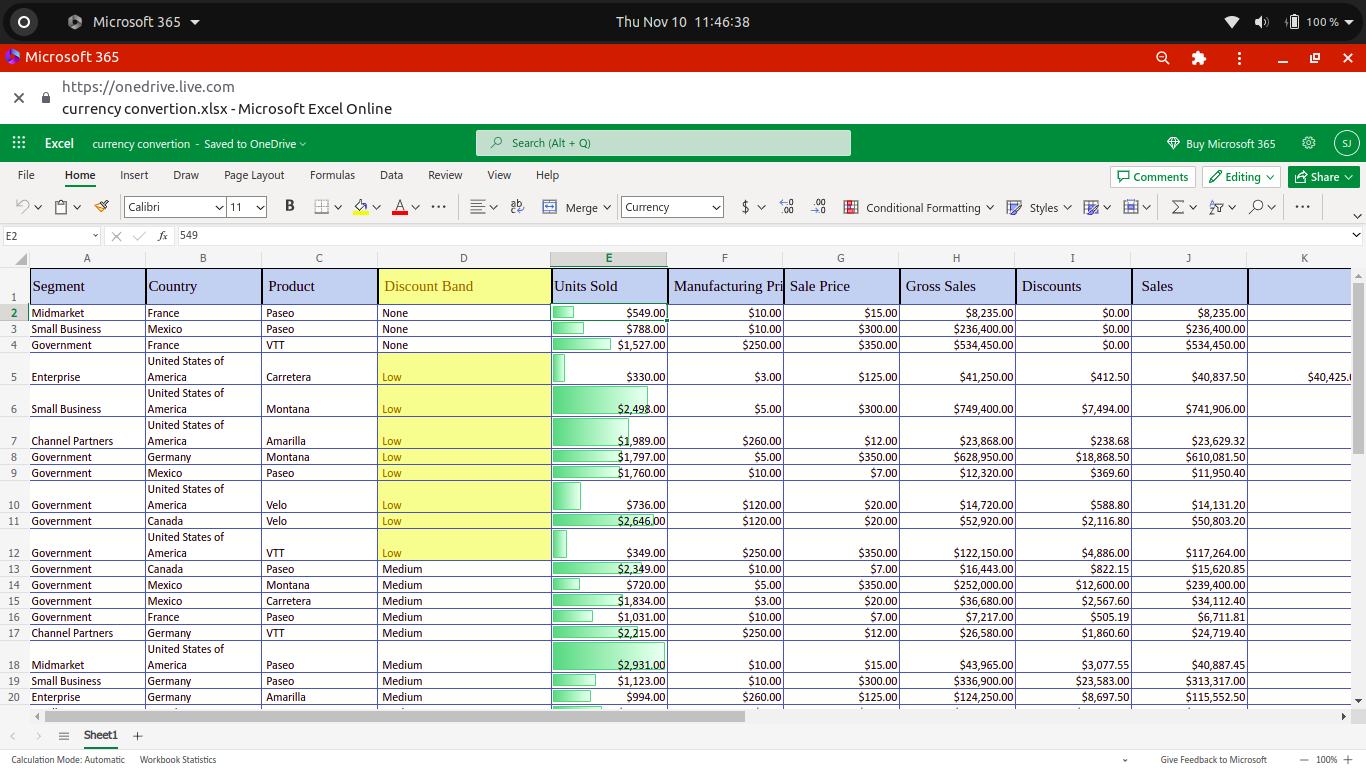 Microsoft 365
Thu Nov 10 11:46:38
100 %
Microsoft 365
https://onedrive.live.com
currency convertion.xlsx - Microsoft Excel Online
Excel currency convertion - Saved to OneDrive
Search (Alt + Q)
Buy Microsoft 365
SJ
File Home Insert Draw Page Layout Formulas Data Review View Help
Comments Editing Share
Calibri 11 B A Merge Currency $ .00 .00 Conditional Formatting Styles
E2 fx 549
A B C D E F G H I J K
1 Segment Country Product Discount Band Units Sold Manufacturing Pri Sale Price Gross Sales Discounts Sales
2 Midmarket France Paseo None $549.00 $10.00 $15.00 $8,235.00 $0.00 $8,235.00
3 Small Business Mexico Paseo None $788.00 $10.00 $300.00 $236,400.00 $0.00 $236,400.00
4 Government France VTT None $1,527.00 $250.00 $350.00 $534,450.00 $0.00 $534,450.00
United States of
5 Enterprise America Carretera Low $330.00 $3.00 $125.00 $41,250.00 $412.50 $40,837.50 $40,425.
United States of
6 Small Business America Montana Low $2,498.00 $5.00 $300.00 $749,400.00 $7,494.00 $741,906.00
United States of
7 Channel Partners America Amarilla Low $1,989.00 $260.00 $12.00 $23,868.00 $238.68 $23,629.32
8 Government Germany Montana Low $1,797.00 $5.00 $350.00 $628,950.00 $18,868.50 $610,081.50
9 Government Mexico Paseo Low $1,760.00 $10.00 $7.00 $12,320.00 $369.60 $11,950.40
United States of
10 Government America Velo Low $736.00 $120.00 $20.00 $14,720.00 $588.80 $14,131.20
11 Government Canada Velo Low $2,646.00 $120.00 $20.00 $52,920.00 $2,116.80 $50,803.20
United States of
12 Government America VTT Low $349.00 $250.00 $350.00 $122,150.00 $4,886.00 $117,264.00
13 Government Canada Paseo Medium $2,349.00 $10.00 $7.00 $16,443.00 $822.15 $15,620.85
14 Government Mexico Montana Medium $720.00 $5.00 $350.00 $252,000.00 $12,600.00 $239,400.00
15 Government Mexico Carretera Medium $1,834.00 $3.00 $20.00 $36,680.00 $2,567.60 $34,112.40
16 Government France Paseo Medium $1,031.00 $10.00 $7.00 $7,217.00 $505.19 $6,711.81
17 Channel Partners Germany VTT Medium $2,215.00 $250.00 $12.00 $26,580.00 $1,860.60 $24,719.40
United States of
18 Midmarket America Paseo Medium $2,931.00 $10.00 $15.00 $43,965.00 $3,077.55 $40,887.45
19 Small Business Germany Paseo Medium $1,123.00 $10.00 $300.00 $336,900.00 $23,583.00 $313,317.00
20 Enterprise Germany Amarilla Medium $994.00 $260.00 $125.00 $124,250.00 $8,697.50 $115,552.50
Sheet1
Calculation Mode: Automatic Workbook Statistics
Give Feedback to Microsoft 100%